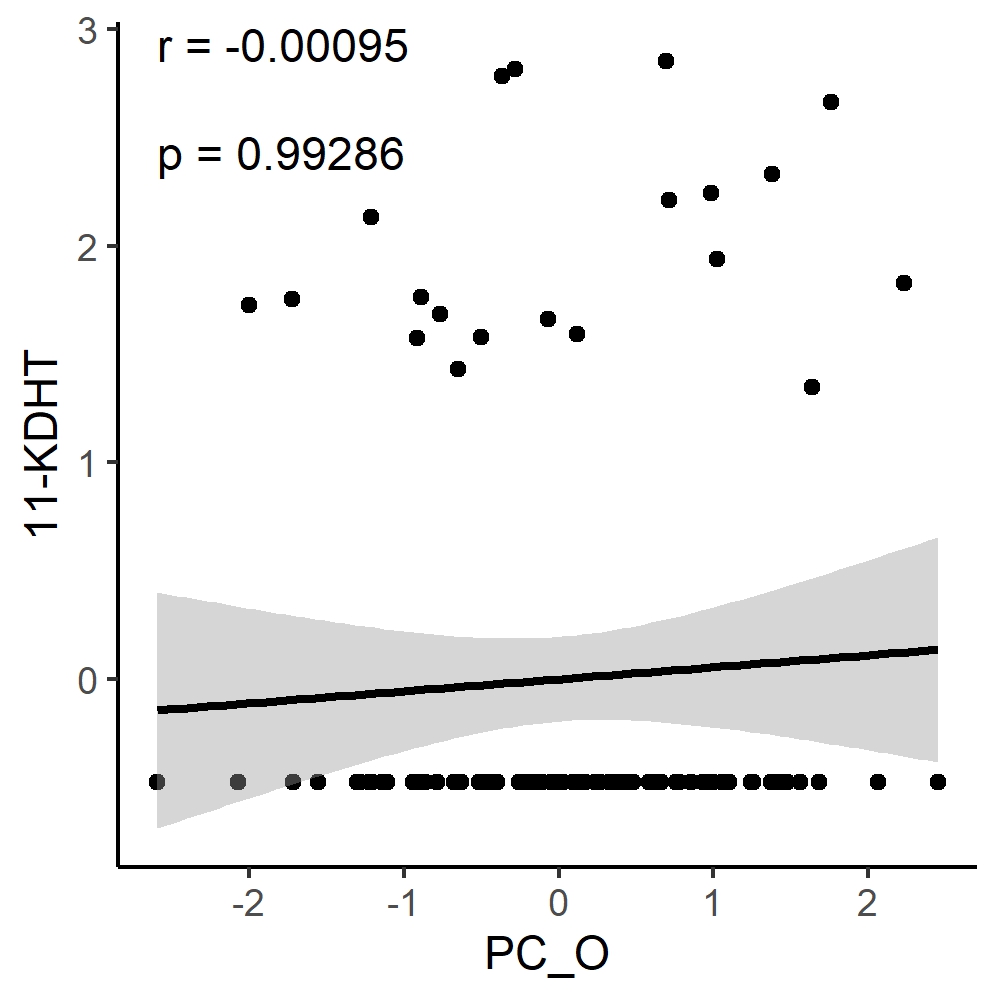 r = -0.00095
p = 0.99286
3
2
1
0
11-KDHT
-2 -1 0 1 2
PC_O